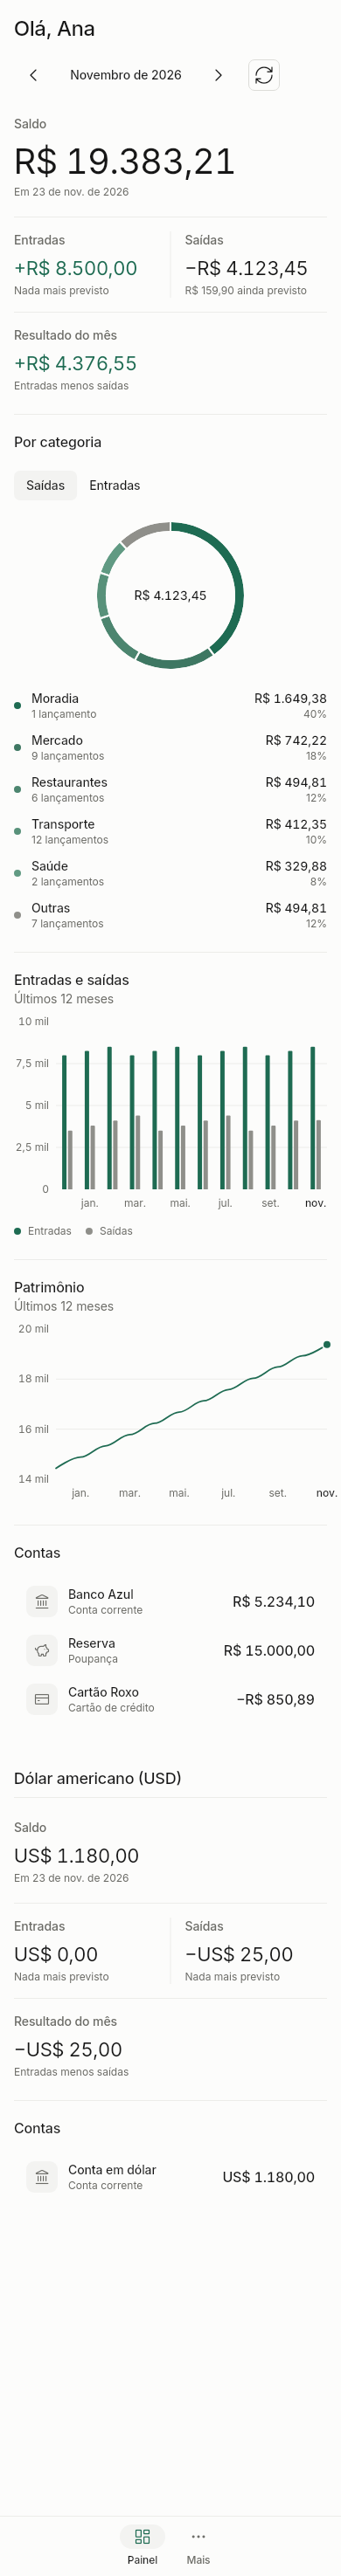 Olá, Ana
Novembro de 2026
Saldo
R$ 19.383,21
Em 23 de nov. de 2026
Entradas
+R$ 8.500,00
Nada mais previsto
Saídas
−R$ 4.123,45
R$ 159,90 ainda previsto
Resultado do mês
+R$ 4.376,55
Entradas menos saídas
Por categoria
Saídas Entradas
R$ 4.123,45
Moradia R$ 1.649,38
1 lançamento 40%
Mercado R$ 742,22
9 lançamentos 18%
Restaurantes R$ 494,81
6 lançamentos 12%
Transporte R$ 412,35
12 lançamentos 10%
Saúde R$ 329,88
2 lançamentos 8%
Outras R$ 494,81
7 lançamentos 12%
Entradas e saídas
Últimos 12 meses
10 mil
7,5 mil
5 mil
2,5 mil
0
jan. mar. mai. jul. set. nov.
Entradas Saídas
Patrimônio
Últimos 12 meses
20 mil
18 mil
16 mil
14 mil
jan. mar. mai. jul. set. nov.
Contas
Banco Azul R$ 5.234,10
Conta corrente
Reserva R$ 15.000,00
Poupança
Cartão Roxo −R$ 850,89
Cartão de crédito
Dólar americano (USD)
Saldo
US$ 1.180,00
Em 23 de nov. de 2026
Entradas
US$ 0,00
Nada mais previsto
Saídas
−US$ 25,00
Nada mais previsto
Resultado do mês
−US$ 25,00
Entradas menos saídas
Contas
Conta em dólar US$ 1.180,00
Conta corrente
Painel Mais